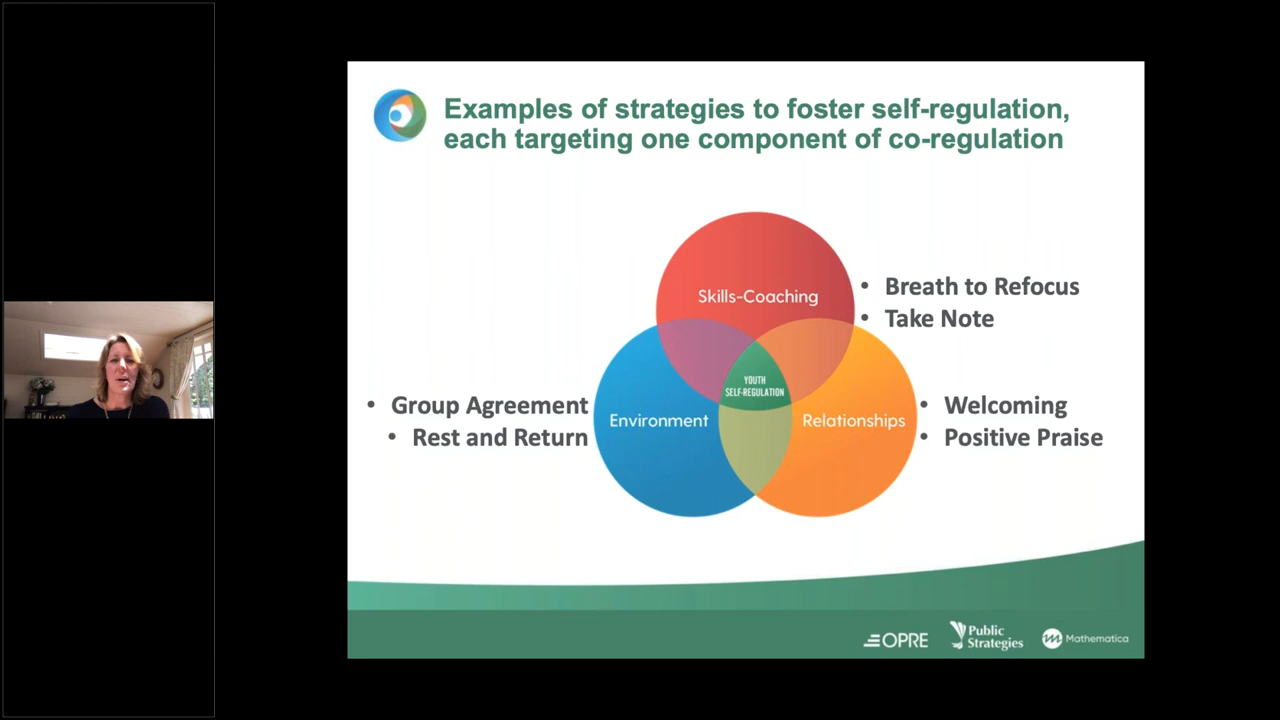 Examples of strategies to foster self-regulation,
each targeting one component of co-regulation
Skills-Coaching
• Breath to Refocus
• Take Note
YOUTH
SELF-REGULATION
• Group Agreement
• Rest and Return
Environment
Relationships
• Welcoming
• Positive Praise
OPRE
Public
Strategies
m Mathematica